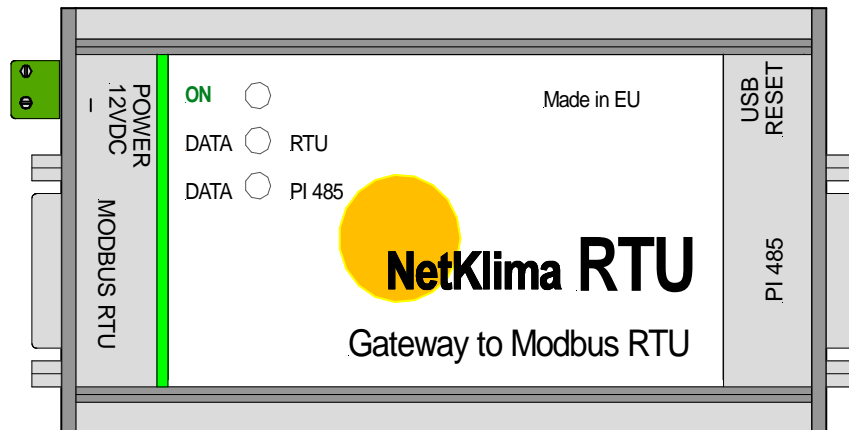 POWER
12VDC
–
MODBUS RTU
ON
DATA RTU
DATA PI 485
Made in EU
NetKlima RTU
Gateway to Modbus RTU
USB
RESET
PI 485